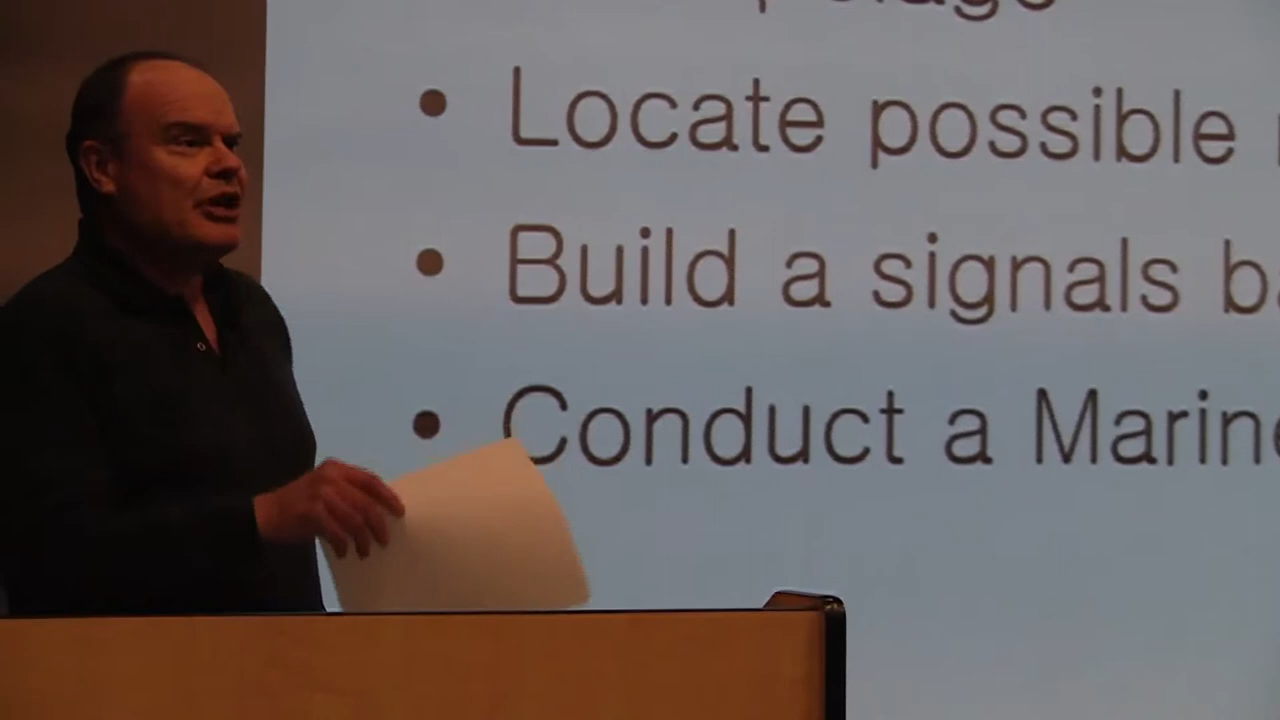 • Locate possible
• Build a signals
• Conduct a